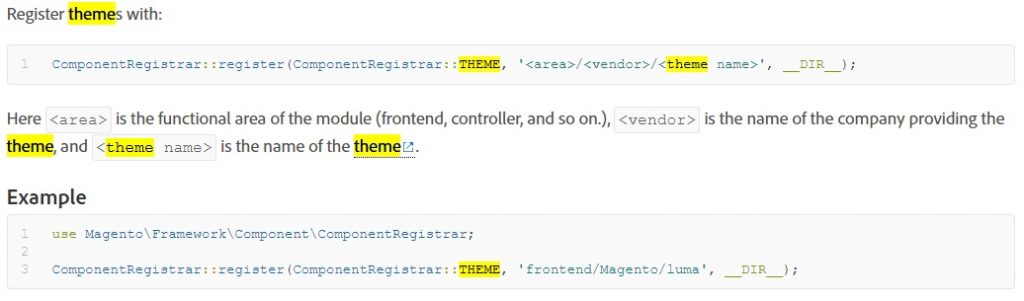 Register themes with:
1 ComponentRegistrar::register(ComponentRegistrar::THEME, '<area>/<vendor>/<theme name>', __DIR__);
Here <area> is the functional area of the module (frontend, controller, and so on.), <vendor> is the name of the company providing the
theme, and <theme name> is the name of the theme.
Example
1 use Magento\Framework\Component\ComponentRegistrar;
2
3 ComponentRegistrar::register(ComponentRegistrar::THEME, 'frontend/Magento/luma', __DIR__);